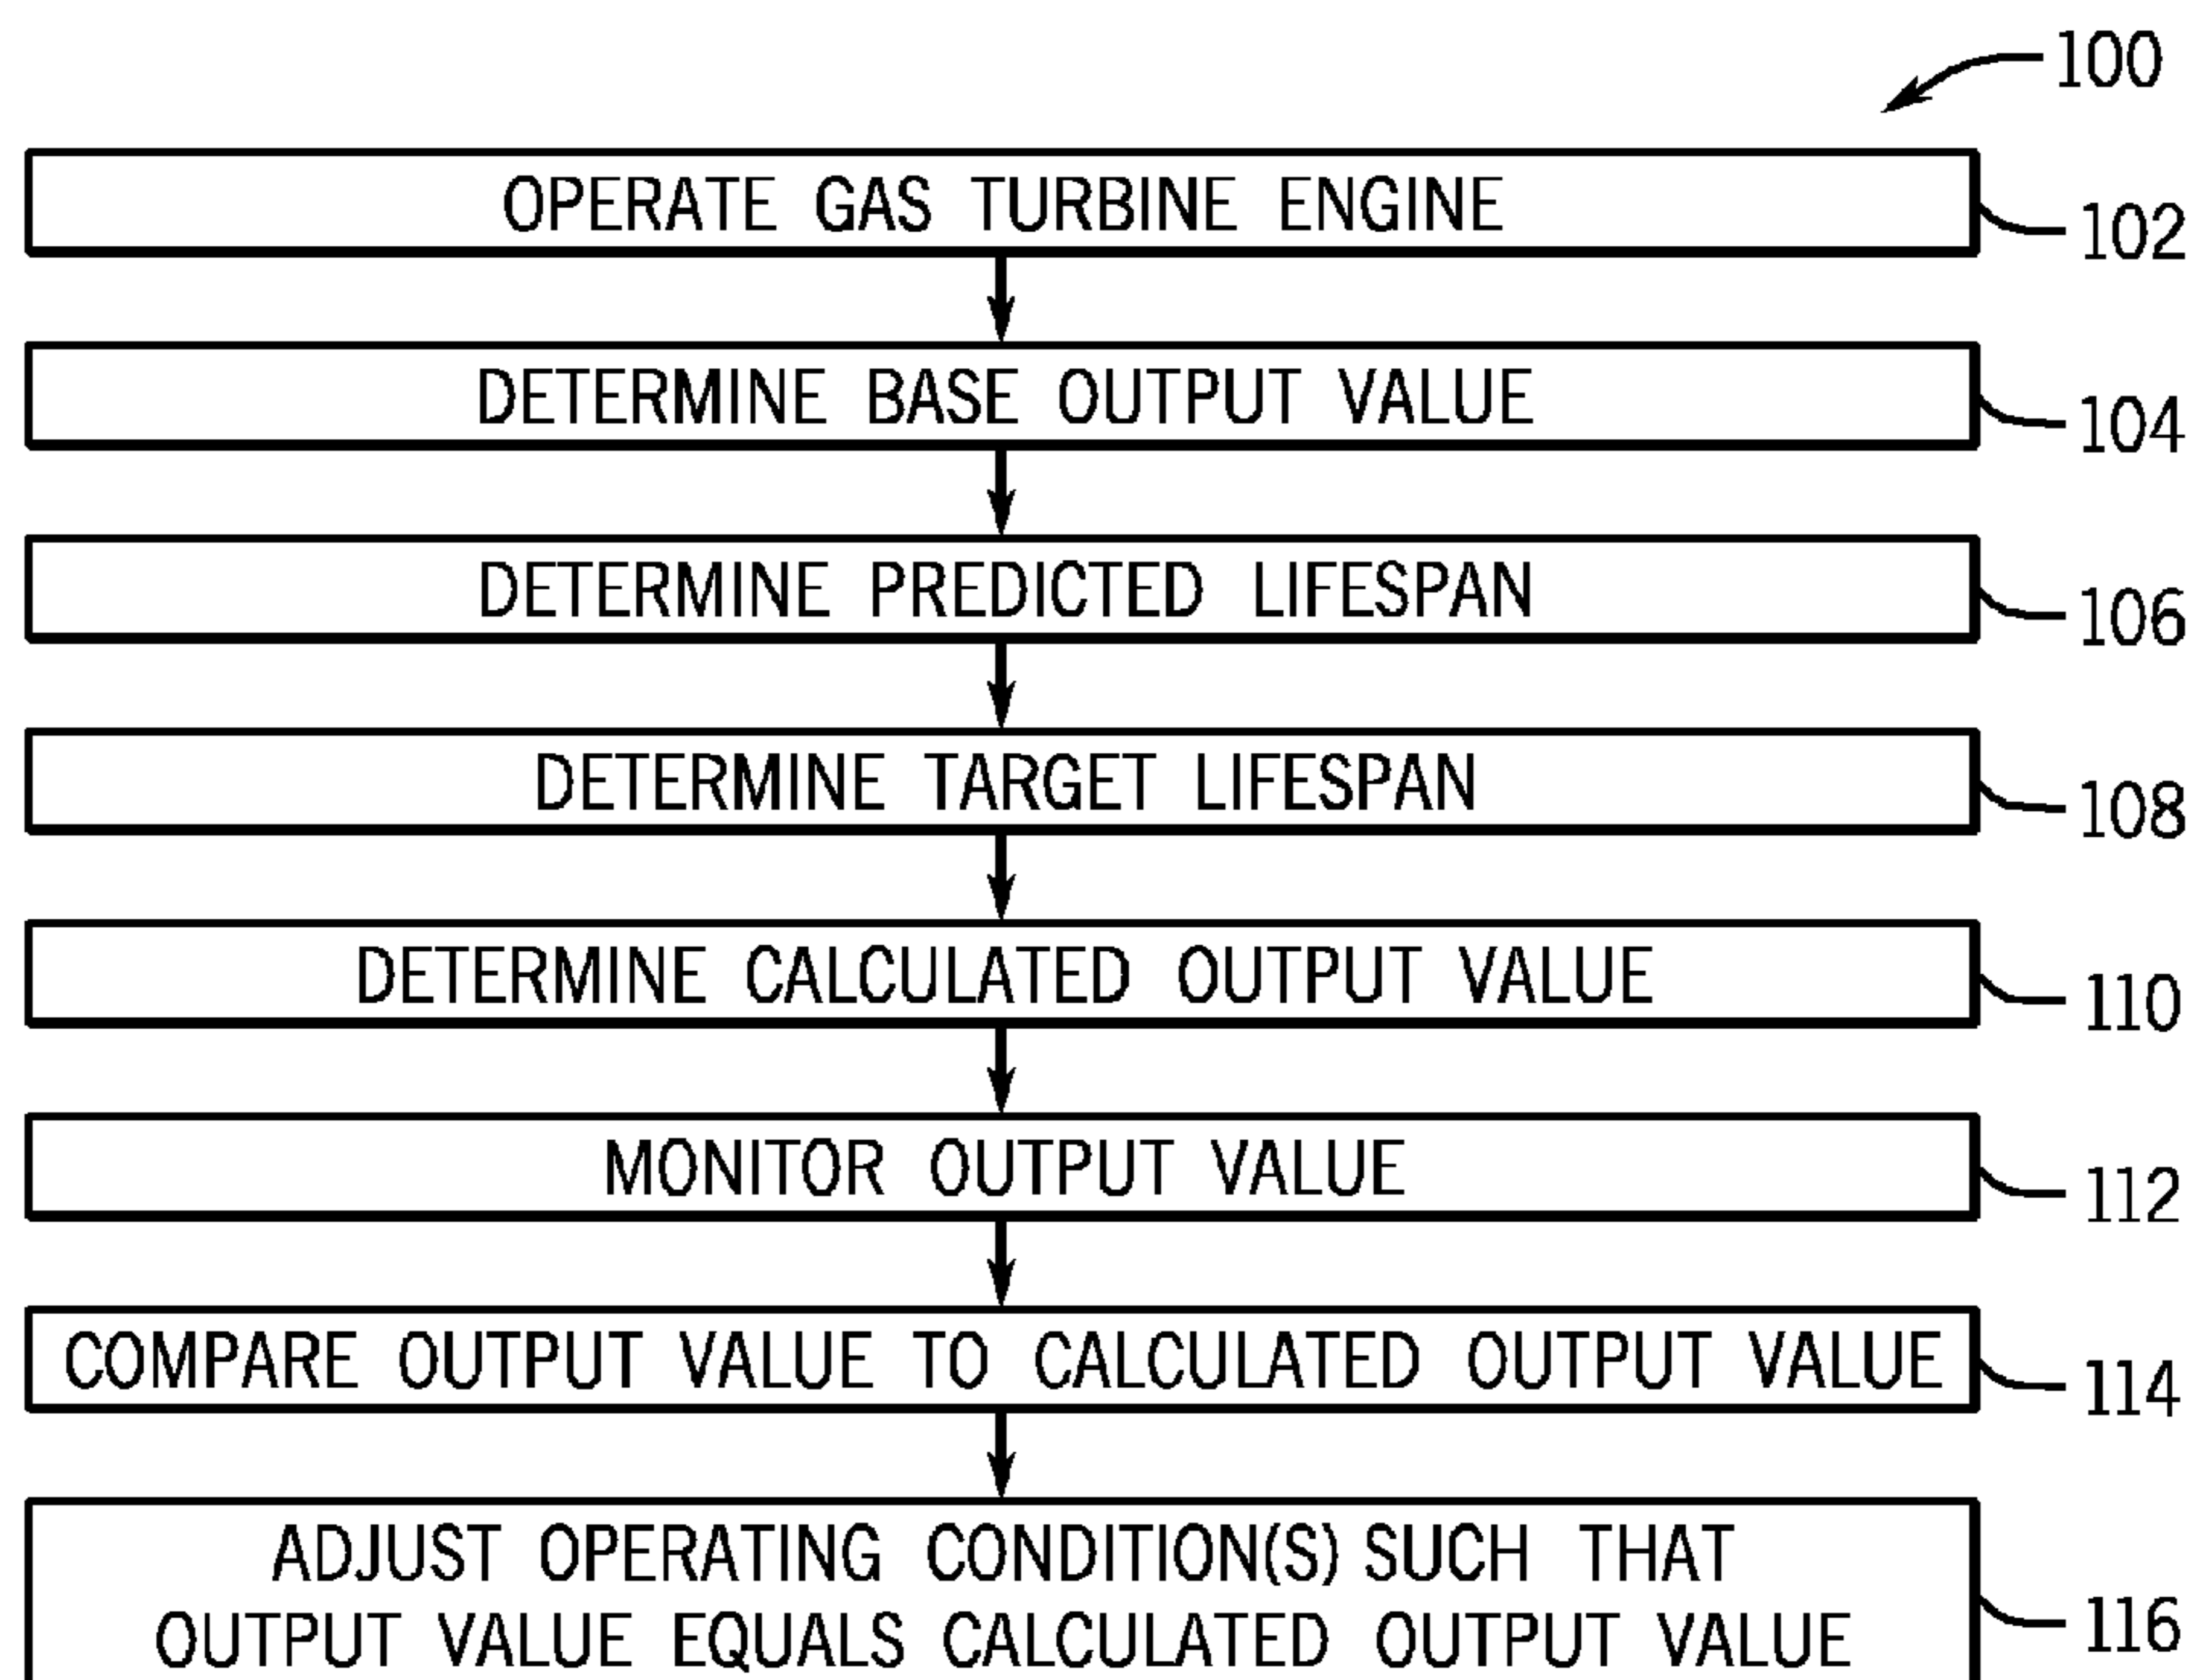 100
OPERATE GAS TURBINE ENGINE
102
DETERMINE BASE OUTPUT VALUE
104
DETERMINE PREDICTED LIFESPAN
106
DETERMINE TARGET LIFESPAN
108
DETERMINE CALCULATED OUTPUT VALUE
110
MONITOR OUTPUT VALUE
112
COMPARE OUTPUT VALUE TO CALCULATED OUTPUT VALUE
114
ADJUST OPERATING CONDITION(S) SUCH THAT
OUTPUT VALUE EQUALS CALCULATED OUTPUT VALUE
116